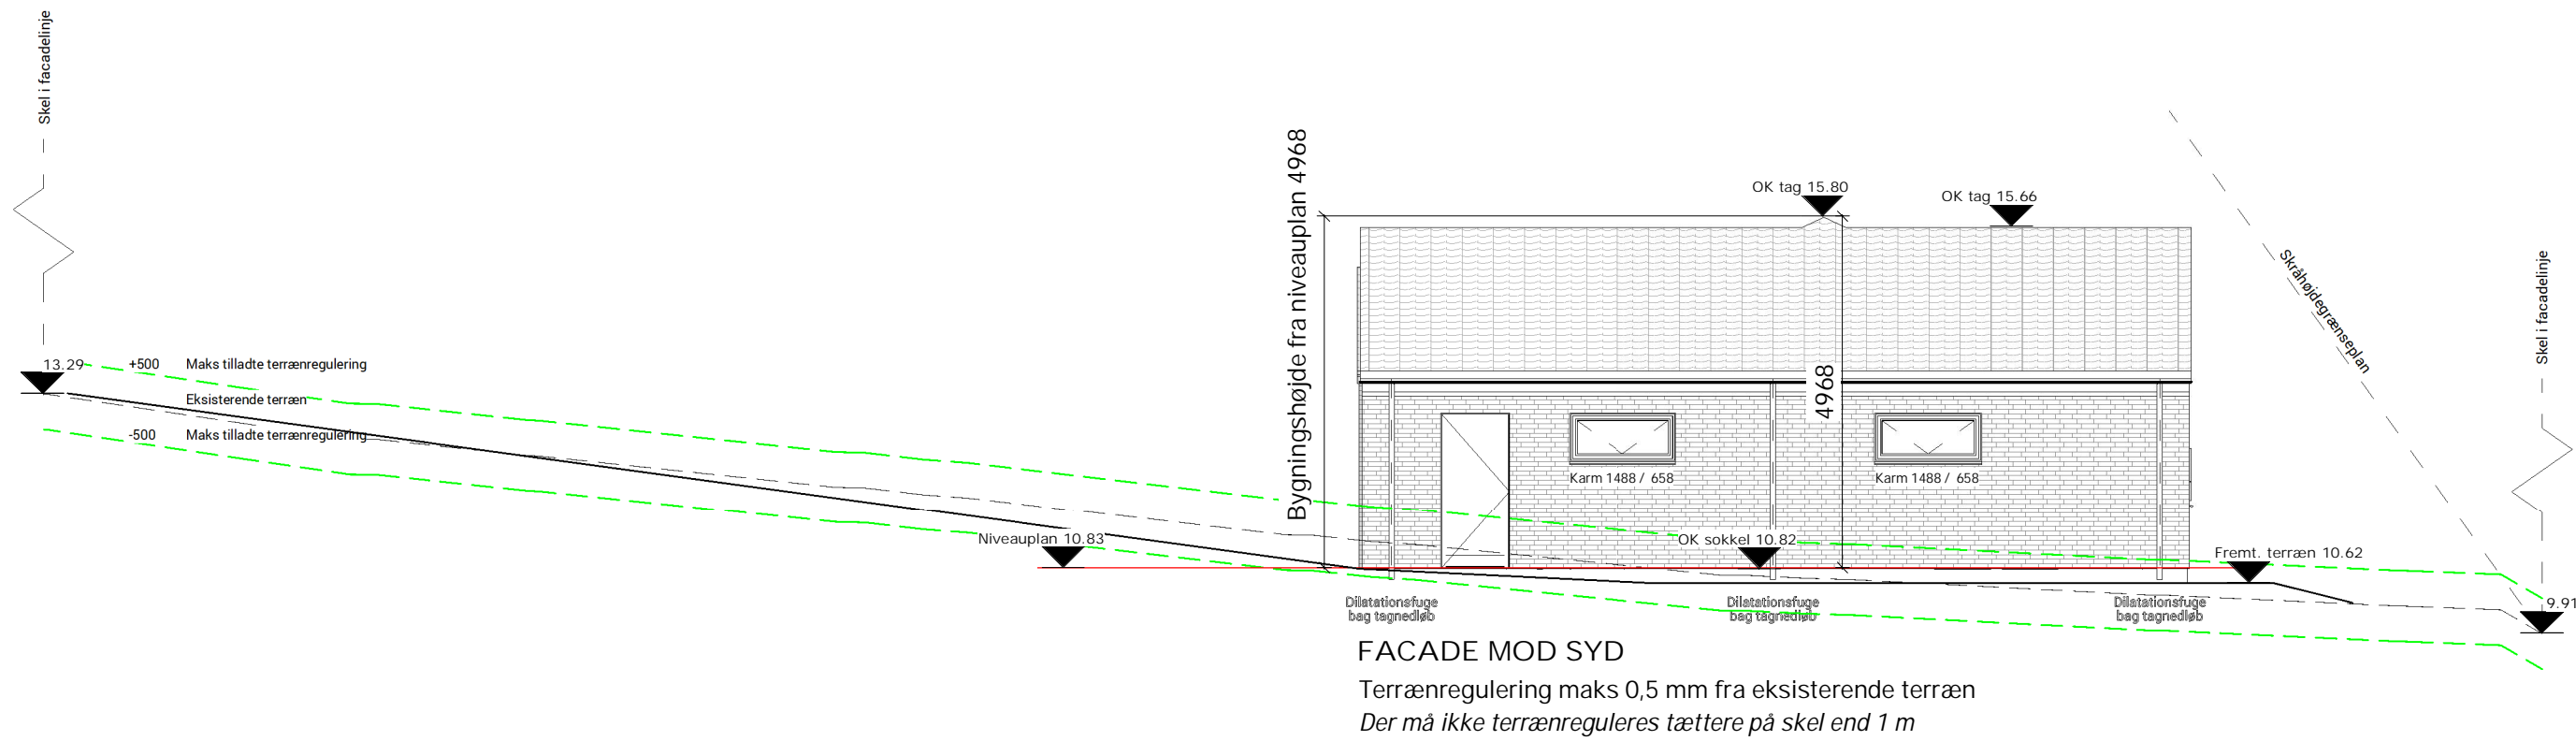 Skel i facadelinje
13.29
+500 Maks tilladte terrænregulering
Eksisterende terræn
-500 Maks tilladte terrænregulering
Niveauplan 10.83
Bygningshøjde fra niveauplan 4968
OK tag 15.80
OK tag 15.66
4968
Karm 1488 / 658
Karm 1488 / 658
OK sokkel 10.82
Skråhøjdegrænseplan
Skel i facadelinje
Fremt. terræn 10.62
9.91
Dilatationsfuge
bag tagnedløb
Dilatationsfuge
bag tagnedløb
Dilatationsfuge
bag tagnedløb
FACADE MOD SYD
Terrænregulering maks 0,5 mm fra eksisterende terræn
Der må ikke terrænreguleres tættere på skel end 1 m